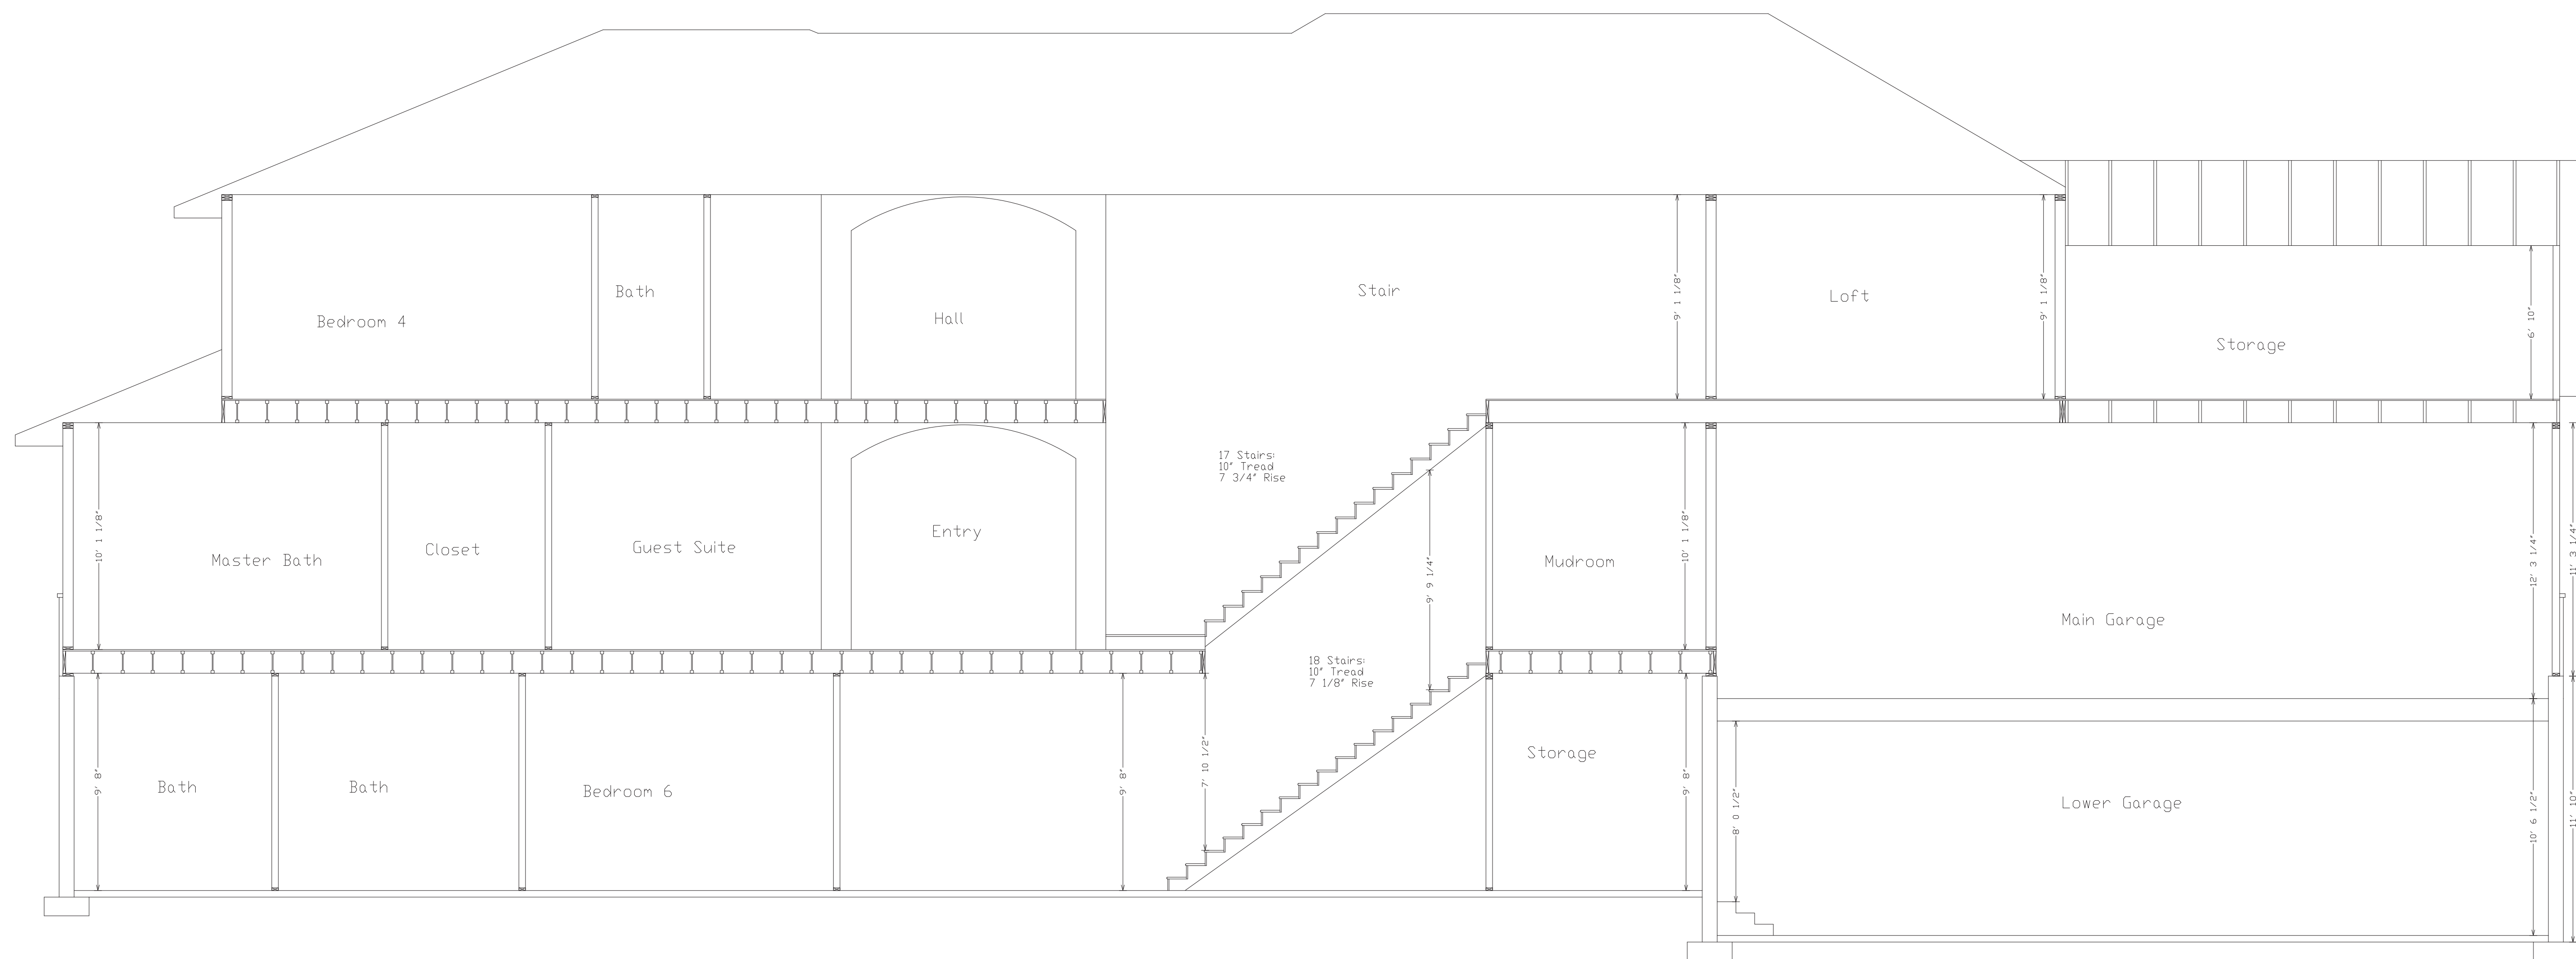 Bedroom 4
Bath
Hall
Stair
9' 1 1/8"
Loft
9' 1 1/8"
Storage
6' 10"
10' 1 1/8"
Master Bath
Closet
Guest Suite
Entry
17 Stairs:
10" Tread
7 3/4" Rise
9' 9 1/4"
Mudroom
10' 1 1/8"
Main Garage
12' 3 1/4"
11' 3 1/4"
18 Stairs:
10" Tread
7 1/8" Rise
9' 8"
Bath
Bath
Bedroom 6
9' 8"
7' 10 1/2"
Storage
9' 8"
8' 0 1/2"
Lower Garage
10' 6 1/2"
11' 10"